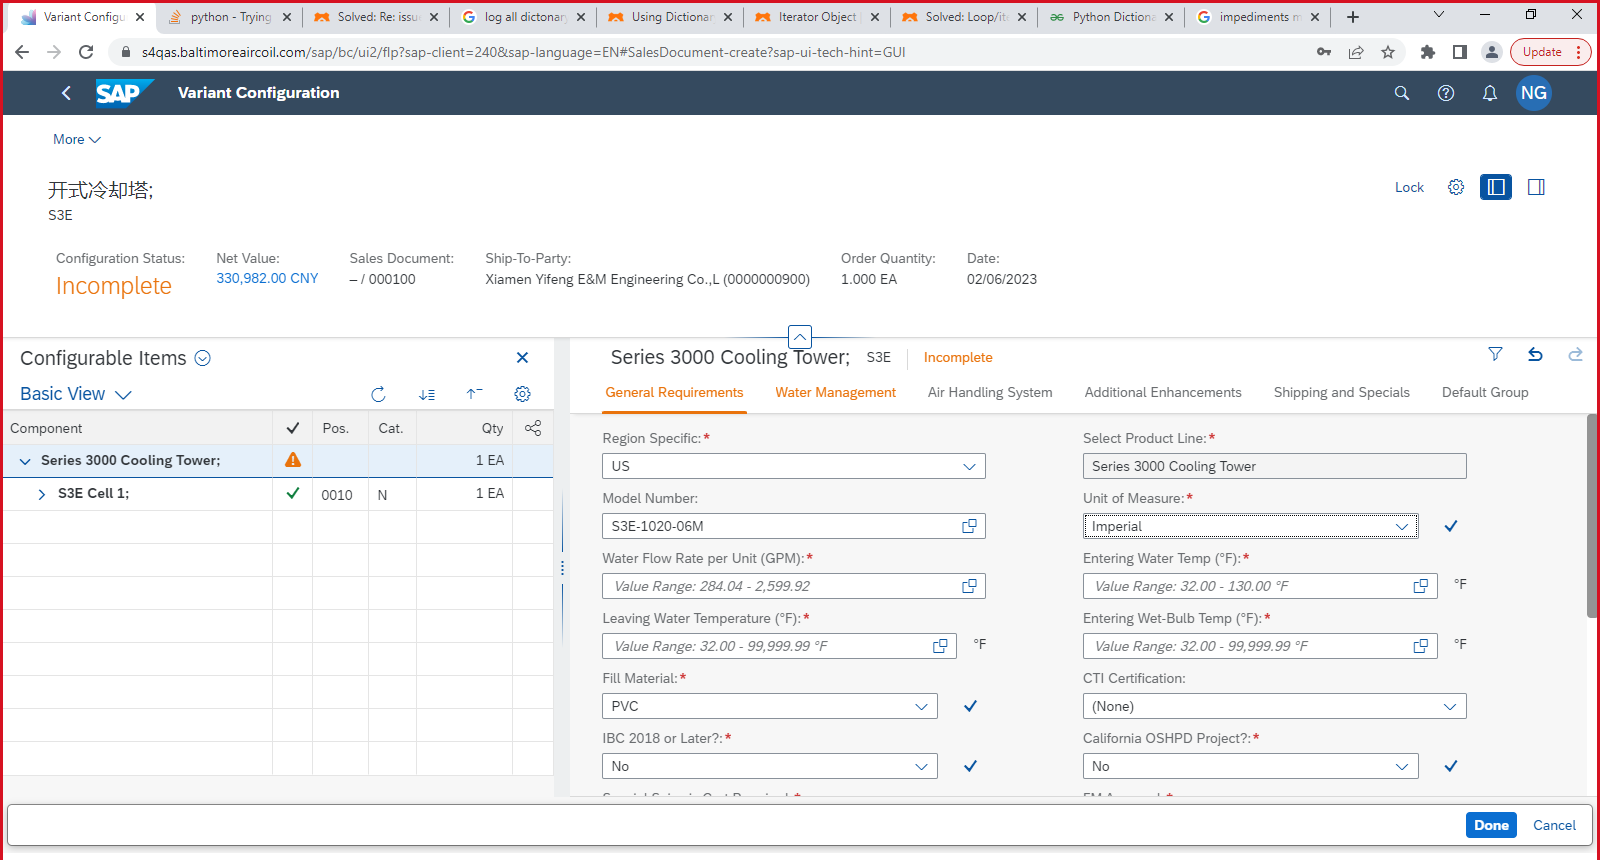 Variant Configu
python - Trying
Solved: Re: issu
log all dictonar
Using Dictionar
Iterator Object
Solved: Loop/it
Python Dictiona
impediments m
s4qas.baltimoreaircoil.com/sap/bc/ui2/flp?sap-client=240&sap-language=EN#SalesDocument-create?sap-ui-tech-hint=GUI
Update
SAP
Variant Configuration
NG
More
开式冷却塔;
S3E
Lock
Configuration Status:
Incomplete
Net Value:
330,982.00 CNY
Sales Document:
– / 000100
Ship-To-Party:
Xiamen Yifeng E&M Engineering Co.,L (0000000900)
Order Quantity:
1.000 EA
Date:
02/06/2023
Configurable Items
Basic View
Component Pos. Cat. Qty
Series 3000 Cooling Tower; 1 EA
S3E Cell 1; 0010 N 1 EA
Series 3000 Cooling Tower; S3E Incomplete
General Requirements Water Management Air Handling System Additional Enhancements Shipping and Specials Default Group
Region Specific:*
US
Select Product Line:*
Series 3000 Cooling Tower
Model Number:
S3E-1020-06M
Unit of Measure:*
Imperial
Water Flow Rate per Unit (GPM):*
Value Range: 284.04 - 2,599.92
Entering Water Temp (°F):*
Value Range: 32.00 - 130.00 °F
°F
Leaving Water Temperature (°F):*
Value Range: 32.00 - 99,999.99 °F
°F
Entering Wet-Bulb Temp (°F):*
Value Range: 32.00 - 99,999.99 °F
°F
Fill Material:*
PVC
CTI Certification:
(None)
IBC 2018 or Later?:*
No
California OSHPD Project?:*
No
Done
Cancel